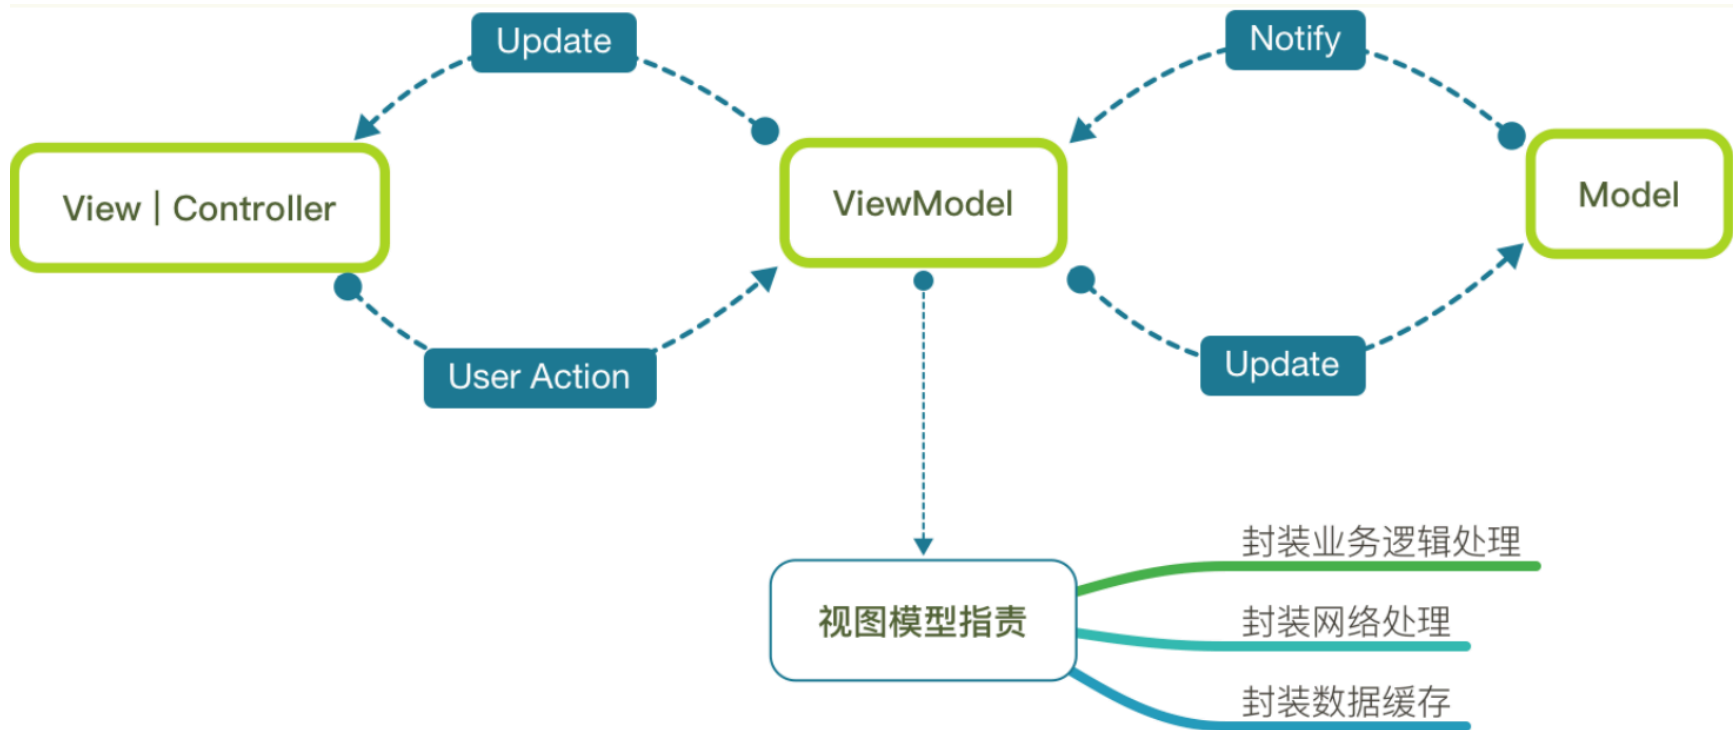 Update
Notify
View | Controller
ViewModel
Model
User Action
Update
视图模型指责
封装业务逻辑处理
封装网络处理
封装数据缓存